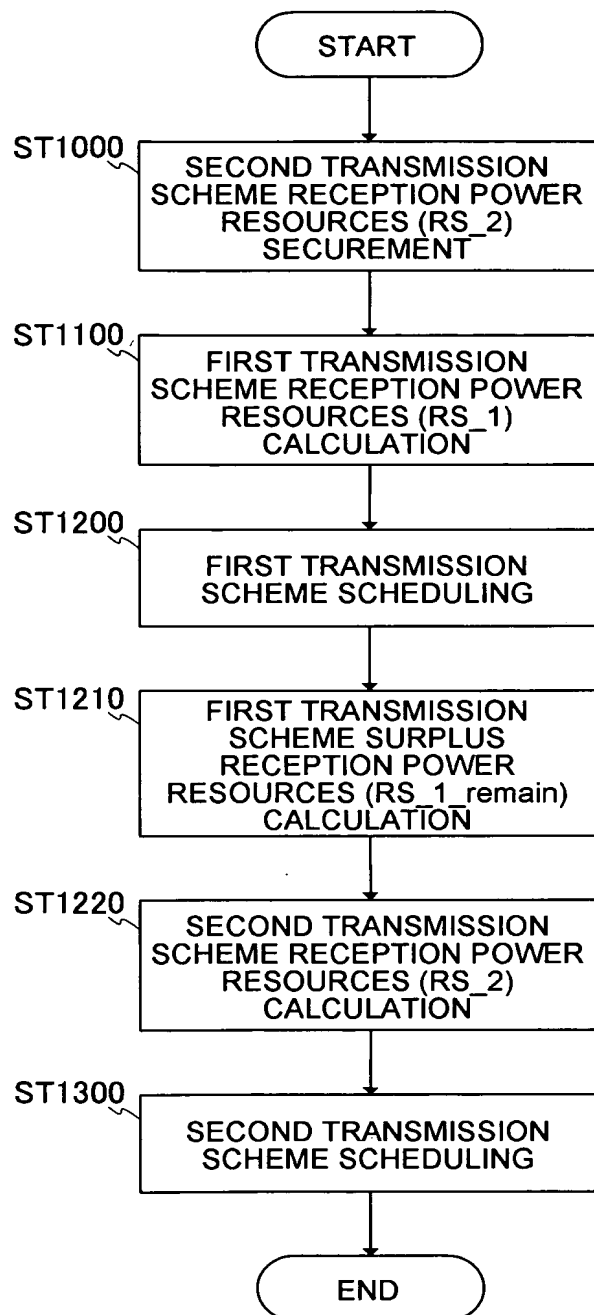 START
ST1000
SECOND TRANSMISSION
SCHEME RECEPTION POWER
RESOURCES (RS_2)
SECUREMENT
ST1100
FIRST TRANSMISSION
SCHEME RECEPTION POWER
RESOURCES (RS_1)
CALCULATION
ST1200
FIRST TRANSMISSION
SCHEME SCHEDULING
ST1210
FIRST TRANSMISSION
SCHEME SURPLUS
RECEPTION POWER
RESOURCES (RS_1_remain)
CALCULATION
ST1220
SECOND TRANSMISSION
SCHEME RECEPTION POWER
RESOURCES (RS_2)
CALCULATION
ST1300
SECOND TRANSMISSION
SCHEME SCHEDULING
END